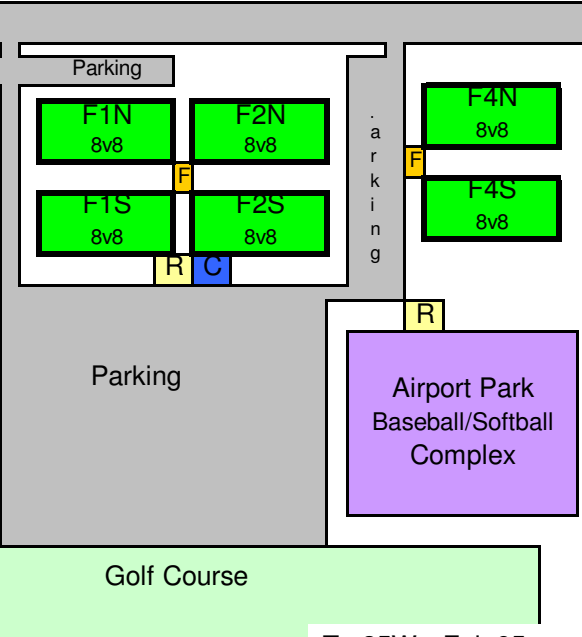 Parking
F1N
8v8
F2N
8v8
F4N
8v8
F
F
F1S
8v8
F2S
8v8
F4S
8v8
.
a
r
k
i
n
g
R
C
R
Parking
Airport Park
Baseball/Softball
Complex
Golf Course